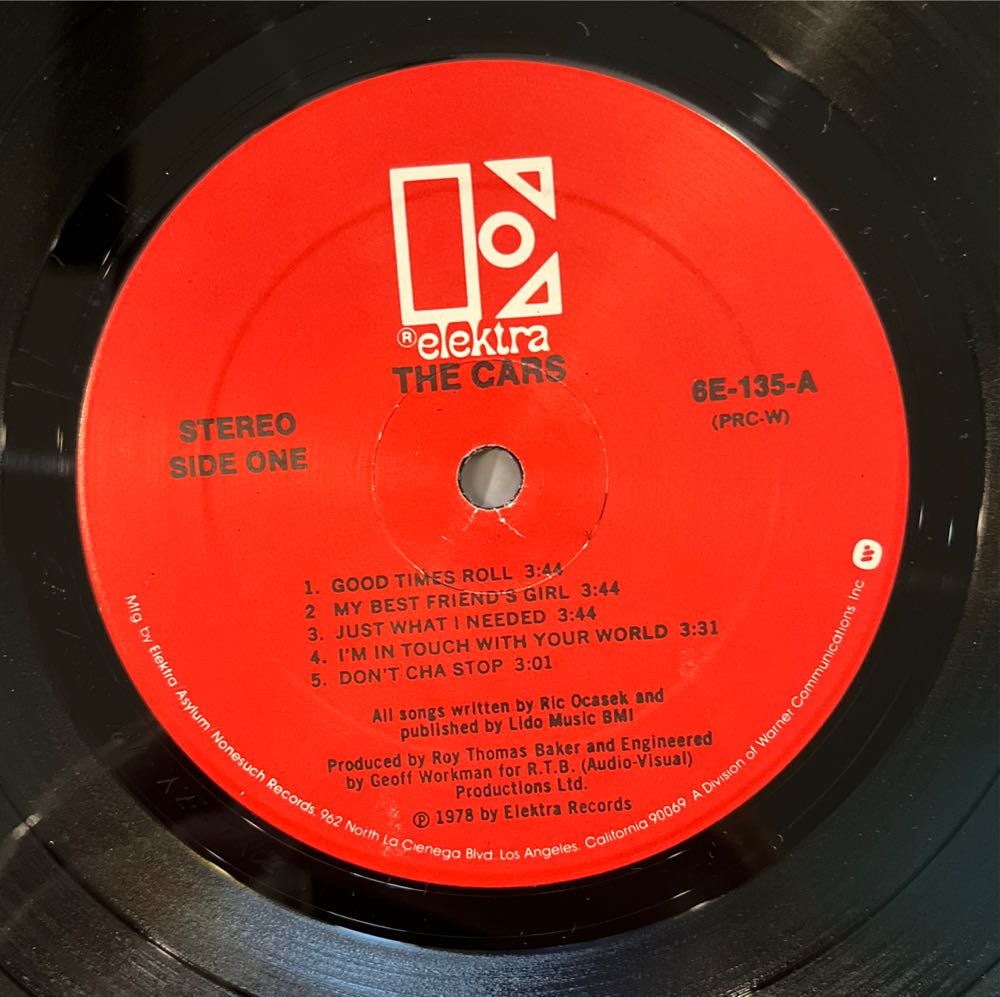 ® elektra
THE CARS
STEREO
SIDE ONE
6E-135-A
(PRC-W)
1. GOOD TIMES ROLL 3:44
2 MY BEST FRIEND'S GIRL 3:44
3. JUST WHAT I NEEDED 3:44
4. I'M IN TOUCH WITH YOUR WORLD 3:31
5. DON'T CHA STOP 3:01
All songs written by Ric Ocasek and
published by Lido Music BMI
Produced by Roy Thomas Baker and Engineered
by Geoff Workman for R.T.B. (Audio-Visual)
Productions Ltd.
℗ 1978 by Elektra Records
Mfg. by Elektra Asylum Nonesuch Records, 962 North La Cienega Blvd. Los Angeles. California 90069 A Division of Warner Communications Inc